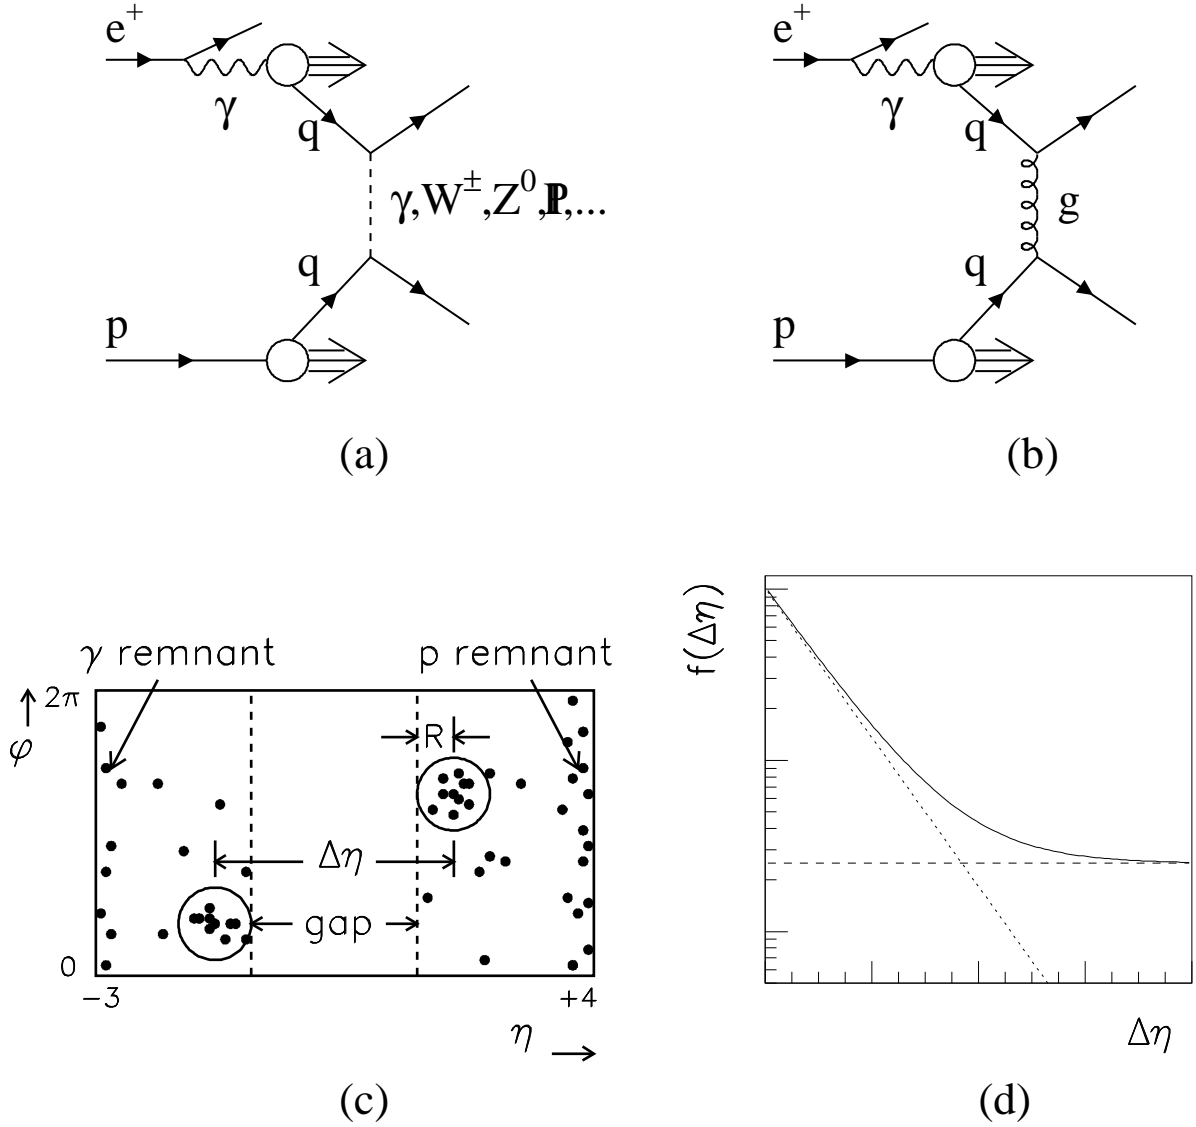 e⁺
γ
q
γ,W±,Z⁰,ℙ,...
q
p
(a)
e⁺
γ
q
g
q
p
(b)
γ remnant
p remnant
2π
φ
R
Δη
gap
0
-3
+4
η
(c)
f(Δη)
Δη
(d)